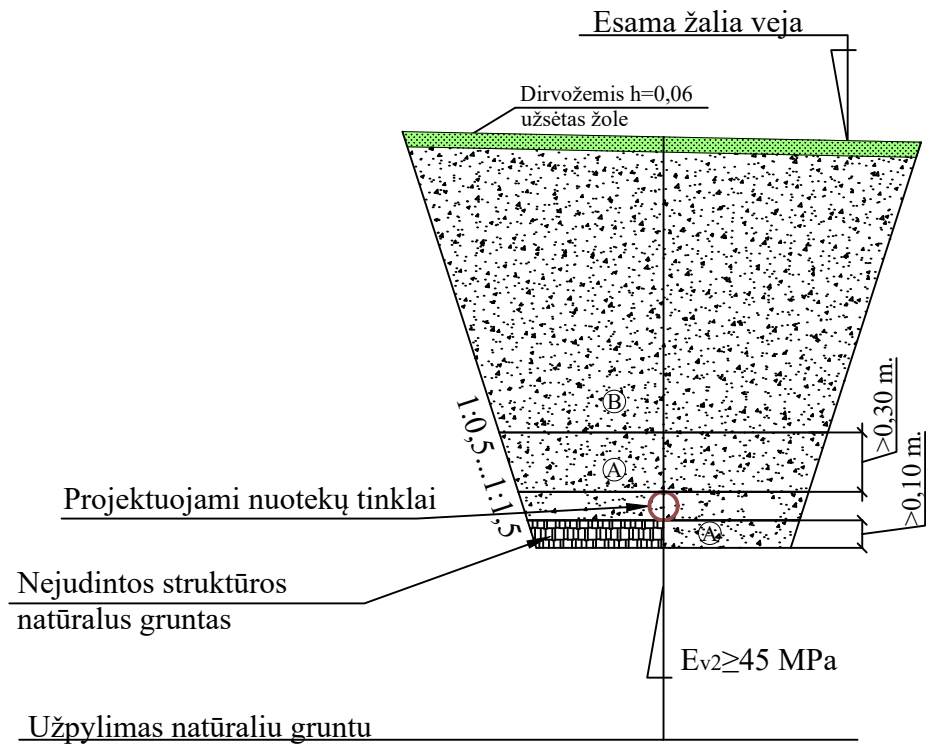 Esama žalia veja
Dirvožemis h=0,06
užsėtas žole
B
>0,30 m.
1:0,5...1:1,5
A
Projektuojami nuotekų tinklai
>0,10 m.
A
Nejudintos struktūros
natūralus gruntas
Ev2≥45 MPa
Užpylimas natūraliu gruntu